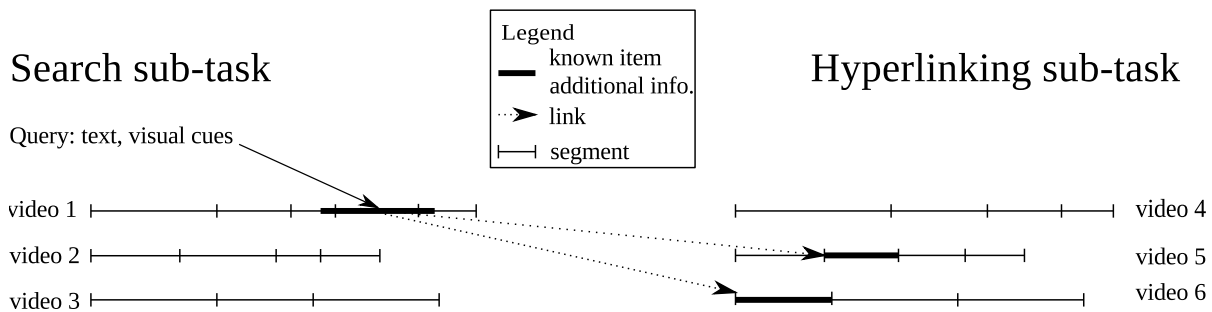 Legend
known item
additional info.
link
segment
Search sub-task
Hyperlinking sub-task
Query: text, visual cues
video 1
video 2
video 3
video 4
video 5
video 6